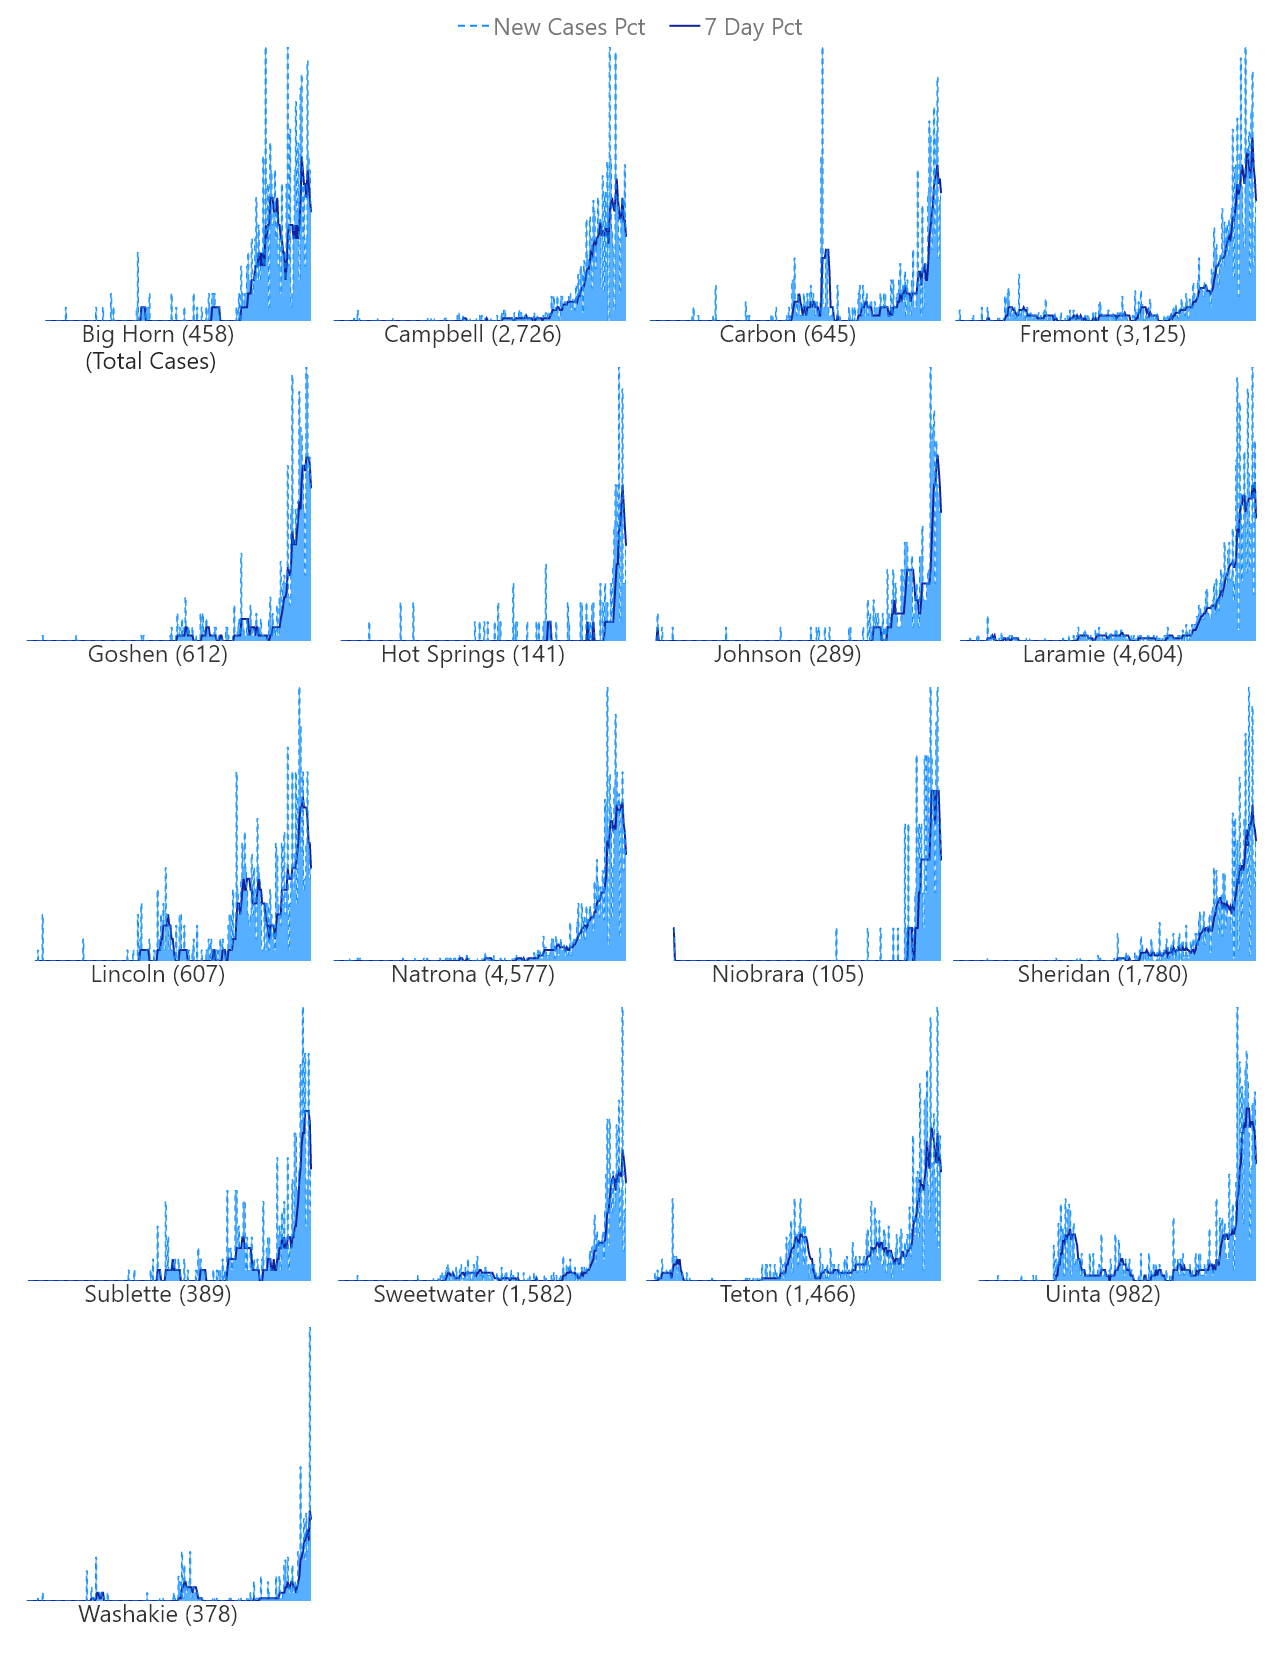 New Cases Pct 7 Day Pct
Big Horn (458) Campbell (2,726) Carbon (645) Fremont (3,125)
(Total Cases)
Goshen (612) Hot Springs (141) Johnson (289) Laramie (4,604)
Lincoln (607) Natrona (4,577) Niobrara (105) Sheridan (1,780)
Sublette (389) Sweetwater (1,582) Teton (1,466) Uinta (982)
Washakie (378)